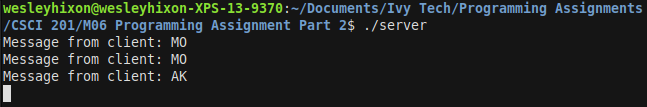 wesleyhixon@wesleyhixon-XPS-13-9370:~/Documents/Ivy Tech/Programming Assignments
/CSCI 201/M06 Programming Assignment Part 2$ ./server
Message from client: MO
Message from client: MO
Message from client: AK